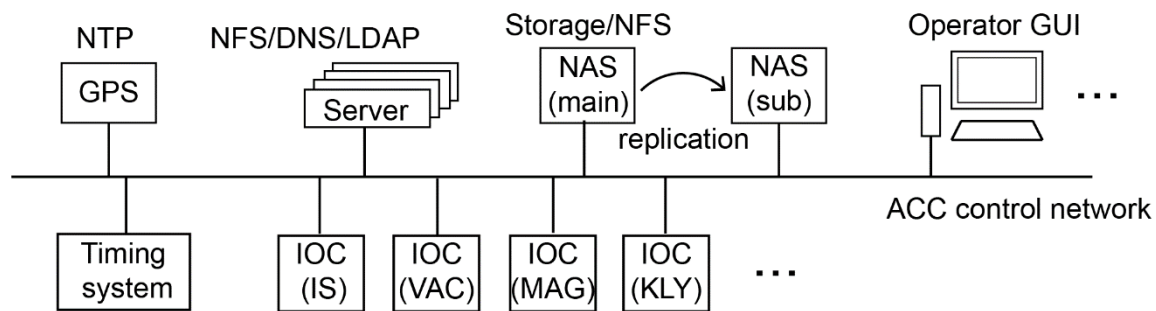 NTP
GPS
NFS/DNS/LDAP
Server
Storage/NFS
NAS
(main)
replication
NAS
(sub)
Operator GUI
...
ACC control network
Timing
system
IOC
(IS)
IOC
(VAC)
IOC
(MAG)
IOC
(KLY)
...